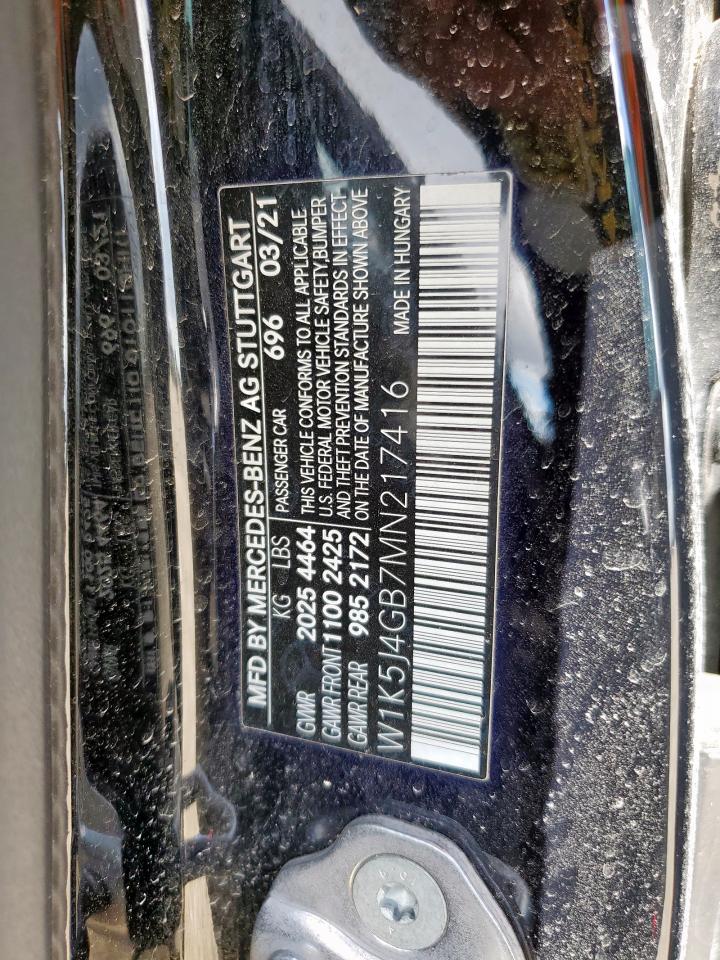 MFD BY MERCEDES-BENZ AG STUTTGART
KG LBS PASSENGER CAR 696 03/21
GVWR 2025 4464 THIS VEHICLE CONFORMS TO ALL APPLICABLE
GAWR FRONT 1100 2425 U.S. FEDERAL MOTOR VEHICLE SAFETY,BUMPER
AND THEFT PREVENTION STANDARDS IN EFFECT
GAWR REAR 985 2172 ON THE DATE OF MANUFACTURE SHOWN ABOVE
W1K5J4GB7MN217416 MADE IN HUNGARY